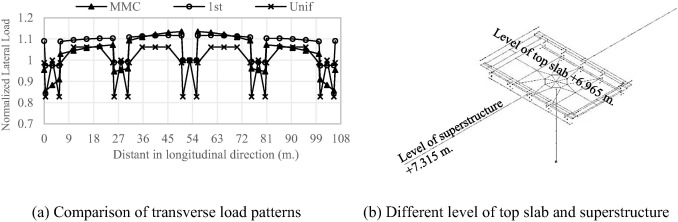 MMC 1st Unif
1.2
1.1
1
0.9
0.8
0.7
0 9 18 27 36 45 54 63 72 81 90 99 108
Normalized Lateral Load
Distant in longitudinal direction (m.)
Level of top slab +6.965 m.
Level of superstructure
+7.315 m.
(a) Comparison of transverse load patterns
(b) Different level of top slab and superstructure